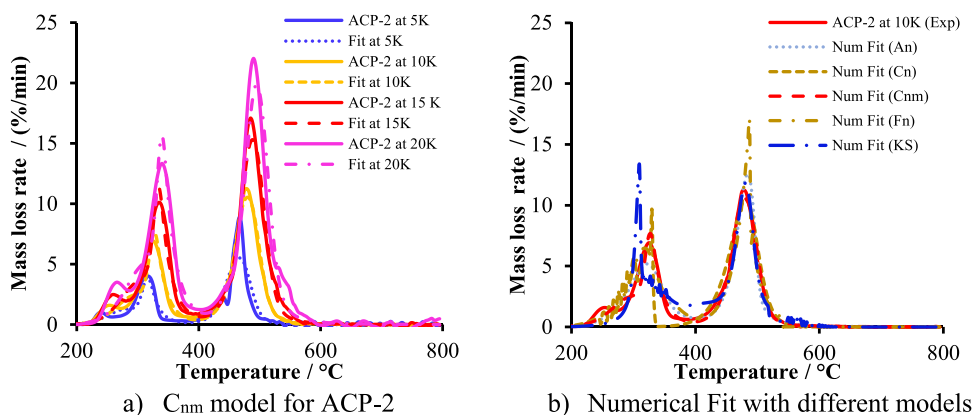 25
20
15
10
5
0
200
400
600
800
Mass loss rate / (%/min)
Temperature / °C
ACP-2 at 5K
Fit at 5K
ACP-2 at 10K
Fit at 10K
ACP-2 at 15 K
Fit at 15K
ACP-2 at 20K
Fit at 20K
a) Cnm model for ACP-2
25
20
15
10
5
0
200
400
600
800
Mass loss rate / (%/min)
Temperature / °C
ACP-2 at 10K (Exp)
Num Fit (An)
Num Fit (Cn)
Num Fit (Cnm)
Num Fit (Fn)
Num Fit (KS)
b) Numerical Fit with different models